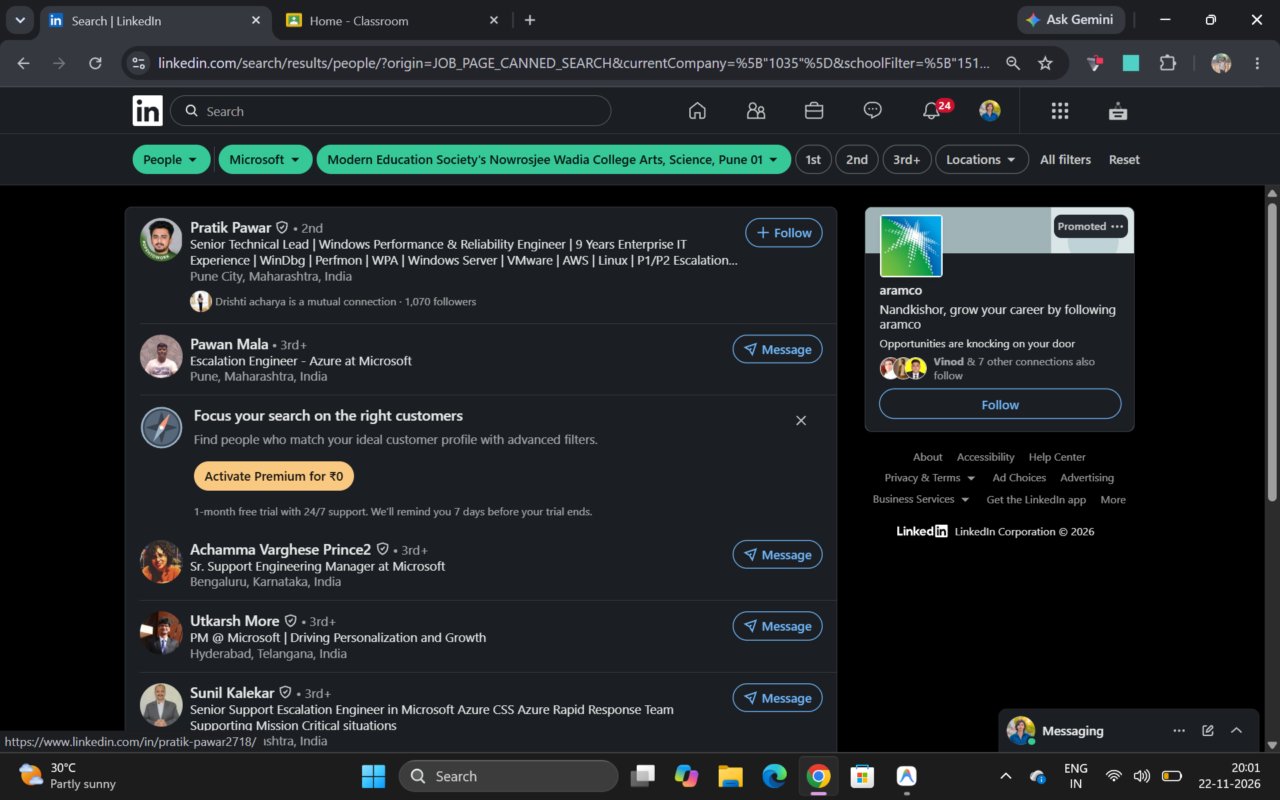 Search | LinkedIn
Home - Classroom
Ask Gemini
linkedin.com/search/results/people/?origin=JOB_PAGE_CANNED_SEARCH&currentCompany=%5B"1035"%5D&schoolFilter=%5B"151...
in
Search
24
People
Microsoft
Modern Education Society's Nowrosjee Wadia College Arts, Science, Pune 01
1st
2nd
3rd+
Locations
All filters
Reset
Pratik Pawar • 2nd
Senior Technical Lead | Windows Performance & Reliability Engineer | 9 Years Enterprise IT
Experience | WinDbg | Perfmon | WPA | Windows Server | VMware | AWS | Linux | P1/P2 Escalation...
Pune City, Maharashtra, India
Drishti acharya is a mutual connection · 1,070 followers
+ Follow
Pawan Mala • 3rd+
Escalation Engineer - Azure at Microsoft
Pune, Maharashtra, India
Message
Focus your search on the right customers
Find people who match your ideal customer profile with advanced filters.
Activate Premium for ₹0
1-month free trial with 24/7 support. We'll remind you 7 days before your trial ends.
Achamma Varghese Prince2 • 3rd+
Sr. Support Engineering Manager at Microsoft
Bengaluru, Karnataka, India
Message
Utkarsh More • 3rd+
PM @ Microsoft | Driving Personalization and Growth
Hyderabad, Telangana, India
Message
Sunil Kalekar • 3rd+
Senior Support Escalation Engineer in Microsoft Azure CSS Azure Rapid Response Team
Supporting Mission Critical situations
India
Message
https://www.linkedin.com/in/pratik-pawar2718/
Promoted
aramco
Nandkishor, grow your career by following
aramco
Opportunities are knocking on your door
Vinod & 7 other connections also
follow
Follow
About
Accessibility
Help Center
Privacy & Terms
Ad Choices
Advertising
Business Services
Get the LinkedIn app
More
LinkedIn LinkedIn Corporation © 2026
Messaging
30°C
Partly sunny
Search
ENG
IN
20:01
22-11-2026